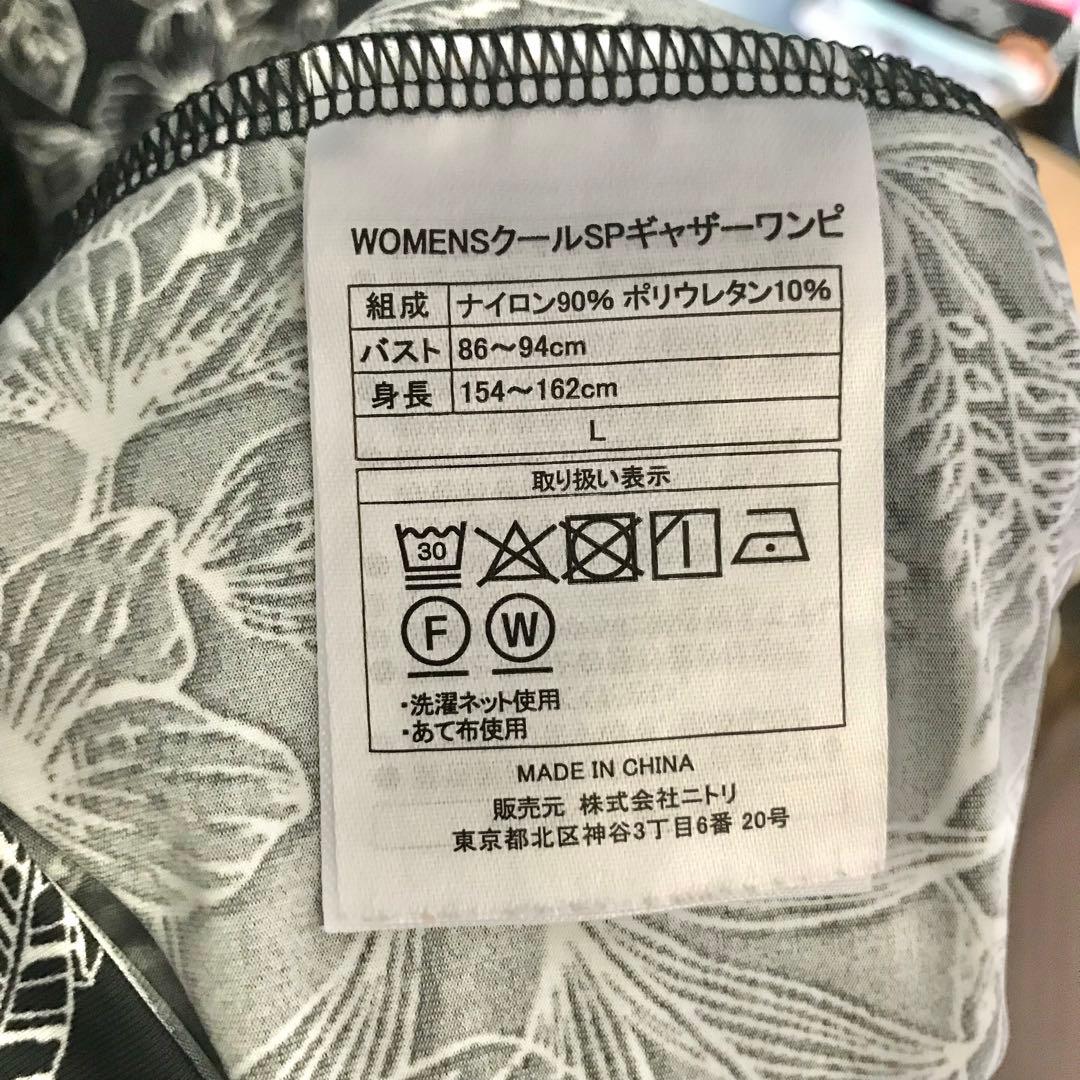 WOMENSクールSPギャザーワンピ
組成 ナイロン90% ポリウレタン10%
バスト 86～94cm
身長 154～162cm
L
取り扱い表示
30
F W
・洗濯ネット使用
・あて布使用
MADE IN CHINA
販売元 株式会社ニトリ
東京都北区神谷3丁目6番 20号